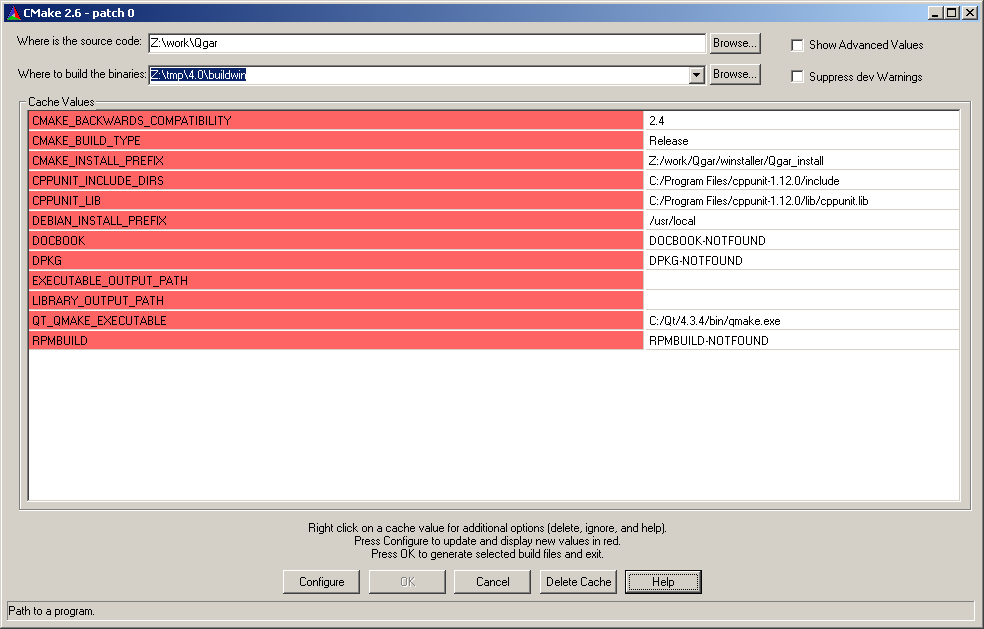 CMake 2.6 - patch 0
Where is the source code: Z:\work\Qgar Browse... Show Advanced Values
Where to build the binaries: Z:\tmp\4.0\buildwin Browse... Suppress dev Warnings
Cache Values
CMAKE_BACKWARDS_COMPATIBILITY 2.4
CMAKE_BUILD_TYPE Release
CMAKE_INSTALL_PREFIX Z:/work/Qgar/winstaller/Qgar_install
CPPUNIT_INCLUDE_DIRS C:/Program Files/cppunit-1.12.0/include
CPPUNIT_LIB C:/Program Files/cppunit-1.12.0/lib/cppunit.lib
DEBIAN_INSTALL_PREFIX /usr/local
DOCBOOK DOCBOOK-NOTFOUND
DPKG DPKG-NOTFOUND
EXECUTABLE_OUTPUT_PATH
LIBRARY_OUTPUT_PATH
QT_QMAKE_EXECUTABLE C:/Qt/4.3.4/bin/qmake.exe
RPMBUILD RPMBUILD-NOTFOUND
Right click on a cache value for additional options (delete, ignore, and help).
Press Configure to update and display new values in red.
Press OK to generate selected build files and exit.
Configure OK Cancel Delete Cache Help
Path to a program.